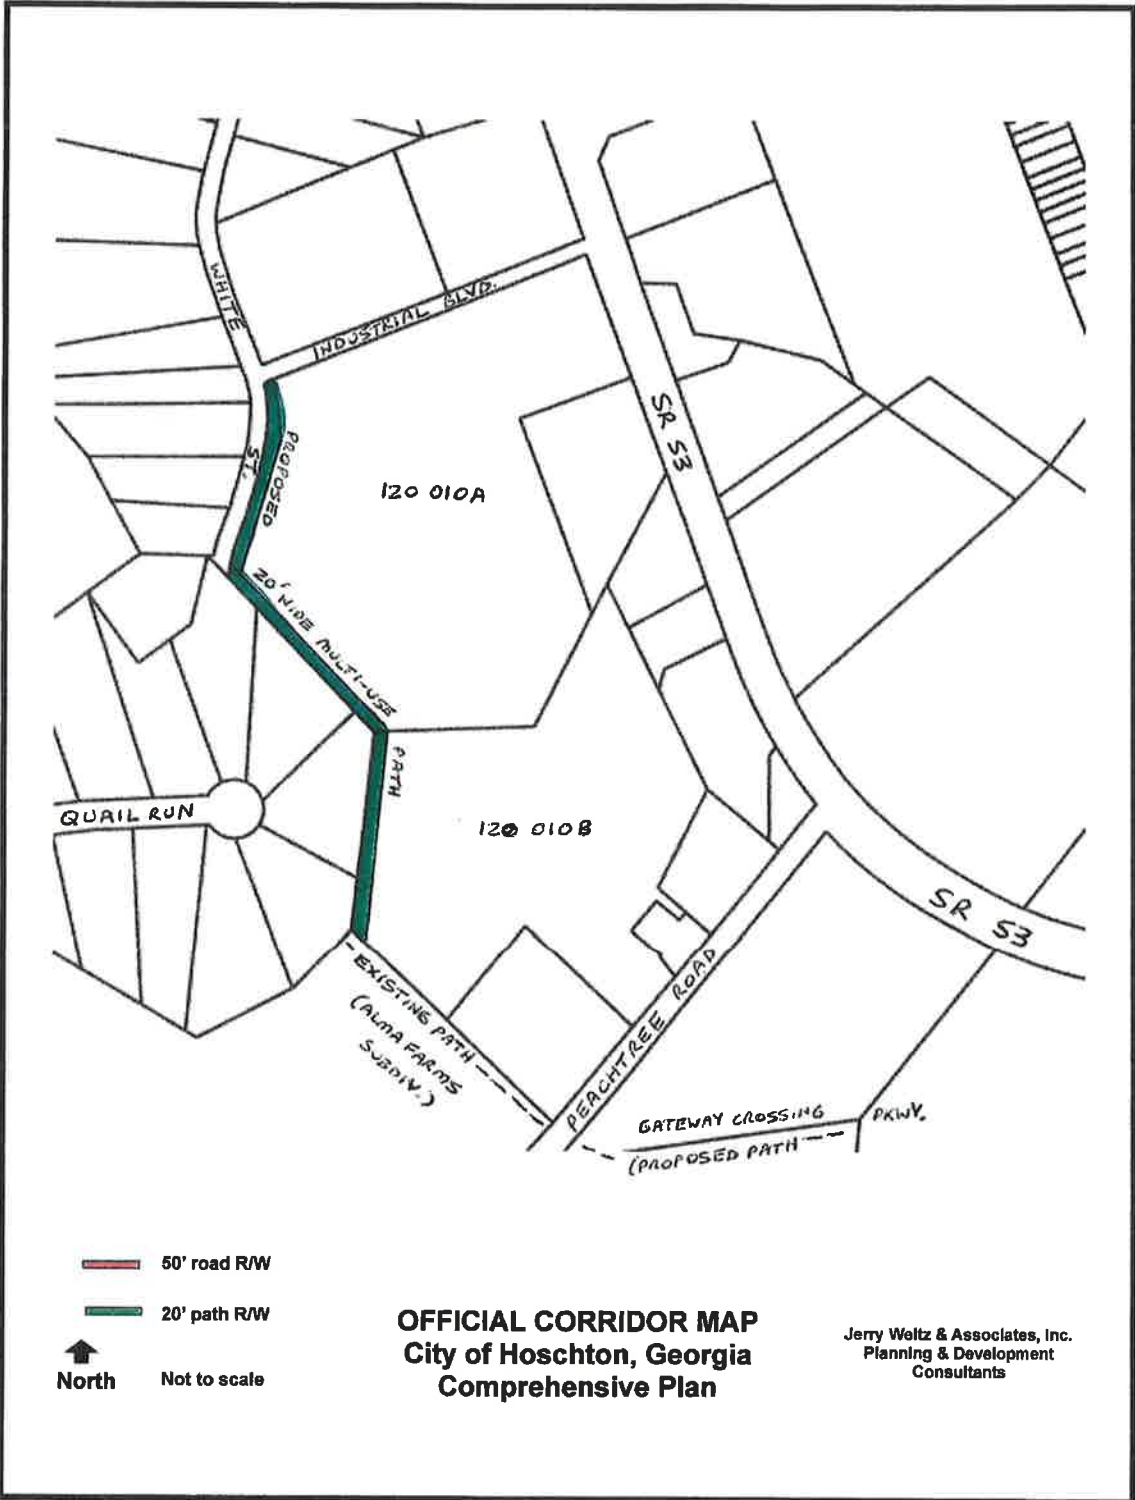 WHITE
ST.
INDUSTRIAL BLVD.
SR 53
PROPOSED
20' WIDE MULTI-USE
PATH
120 010A
QUAIL RUN
120 010B
SR 53
-EXISTING PATH
(ALMA FARMS
SUBDIV.)
PEACHTREE ROAD
GATEWAY CROSSING
PKWY.
(PROPOSED PATH
50' road R/W
20' path R/W
North
Not to scale
OFFICIAL CORRIDOR MAP
City of Hoschton, Georgia
Comprehensive Plan
Jerry Weitz & Associates, Inc.
Planning & Development
Consultants